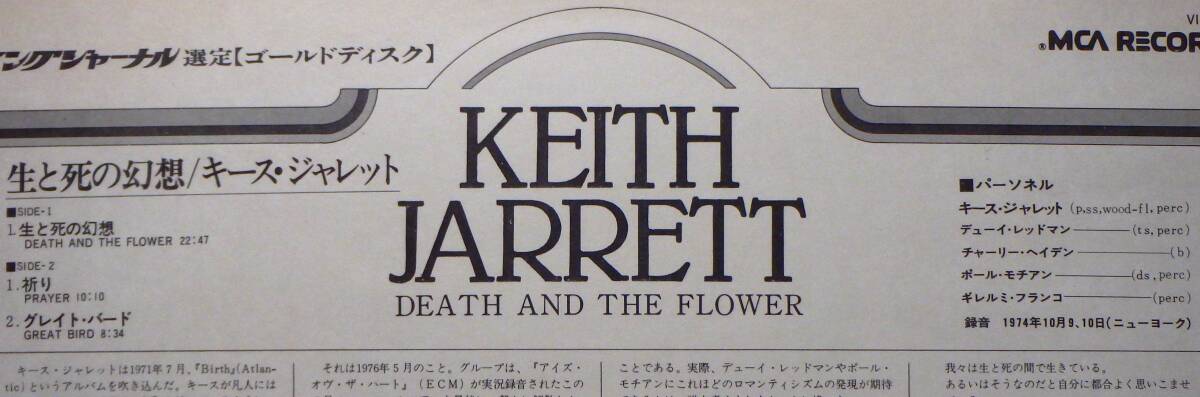 ングジャーナル選定【ゴールドディスク】
VI
®MCA RECOR
KEITH
JARRETT
DEATH AND THE FLOWER
生と死の幻想/キース・ジャレット
■SIDE-1
1.生と死の幻想
DEATH AND THE FLOWER 22:47
■SIDE-2
1.祈り
PRAYER 10:10
2.グレイト・バード
GREAT BIRD 8:34
■パーソネル
キース・ジャレット(p,ss,wood-fl,perc)
デューイ・レッドマン(ts,perc)
チャーリー・ヘイデン(b)
ポール・モチアン(ds,perc)
ギレルミ・フランコ(perc)
録音 1974年10月9、10日(ニューヨーク)
キース・ジャレットは1971年7月、『Birth』(Atlan-
tic)というアルバムを吹き込んだ。キースが凡人には
それは1976年5月のこと。グループは、『アイズ・
オヴ・ザ・ハート』(ECM)が実況録音されたこの
ことである。実際、デューイ・レッドマンやポール・
モチアンにこれほどのロマンティシズムの発現が期待
我々は生と死の間で生きている。
あるいはそうなのだと自分に都合よく思いこませ